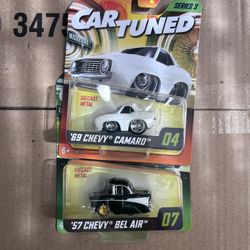 3475
SERIES 3
CAR
TUNED
DIECAST
METAL
'69 CHEVY® CAMARO™
04
DIECAST
METAL
'57 CHEVY® BEL AIR™
07